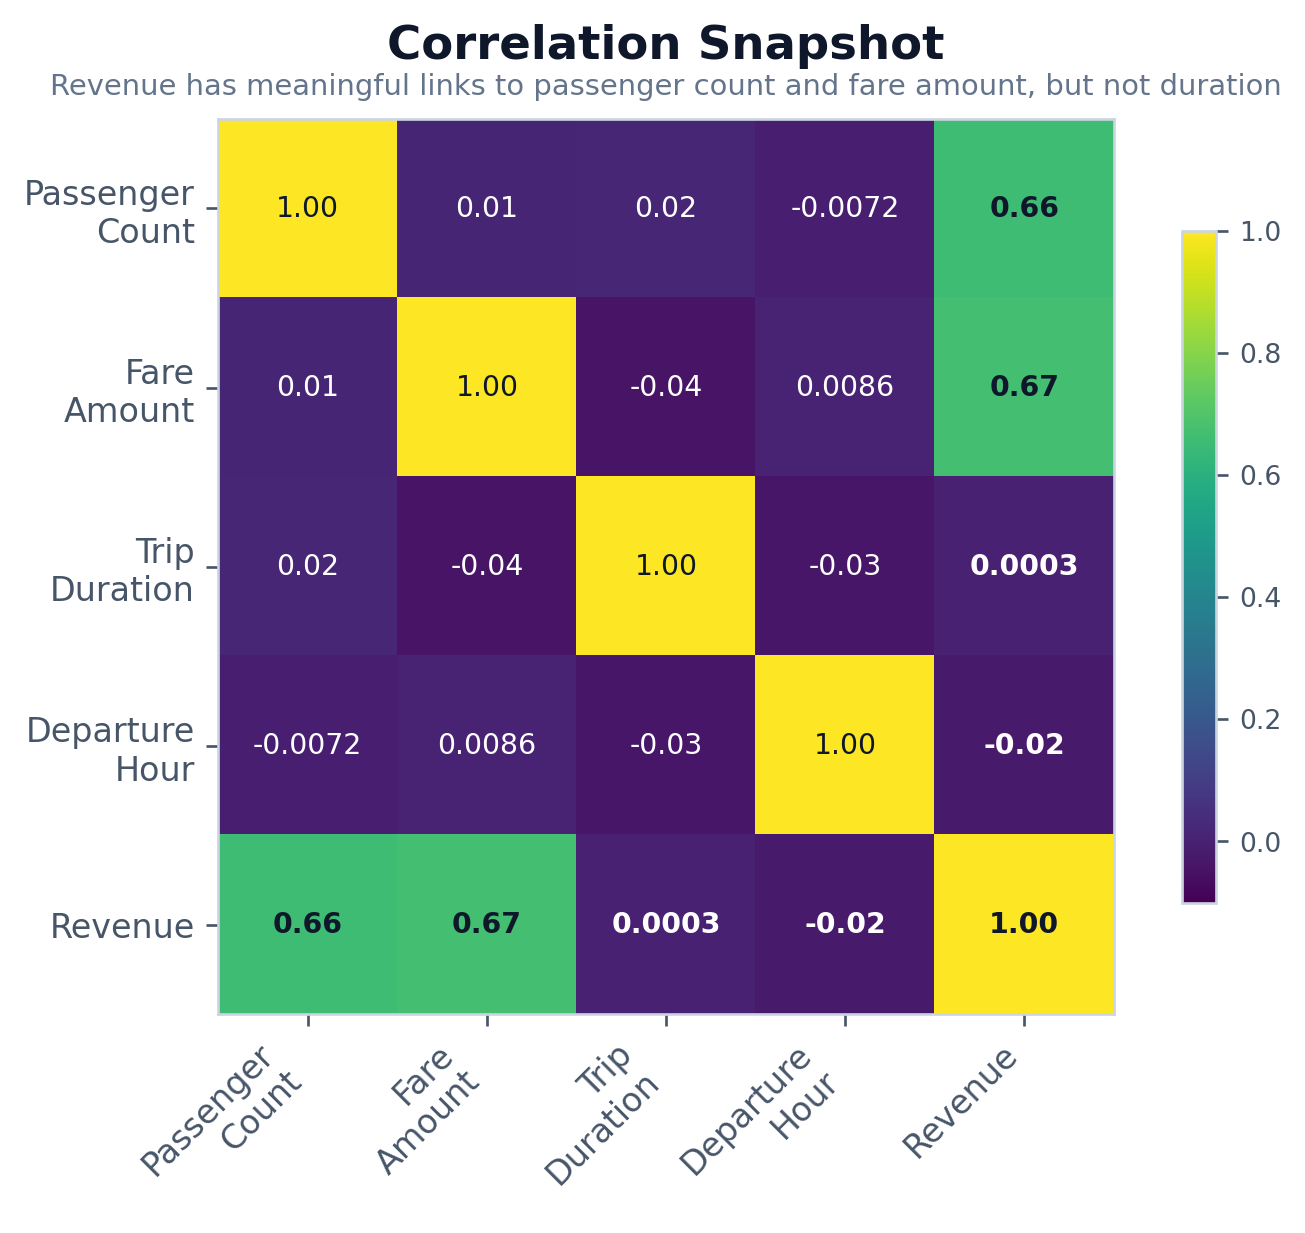 Correlation Snapshot
Revenue has meaningful links to passenger count and fare amount, but not duration
Passenger
Count
1.00
0.01
0.02
-0.0072
0.66
Fare
Amount
0.01
1.00
-0.04
0.0086
0.67
Trip
Duration
0.02
-0.04
1.00
-0.03
0.0003
Departure
Hour
-0.0072
0.0086
-0.03
1.00
-0.02
Revenue
0.66
0.67
0.0003
-0.02
1.00
Passenger
Count
Fare
Amount
Trip
Duration
Departure
Hour
Revenue
1.0
0.8
0.6
0.4
0.2
0.0